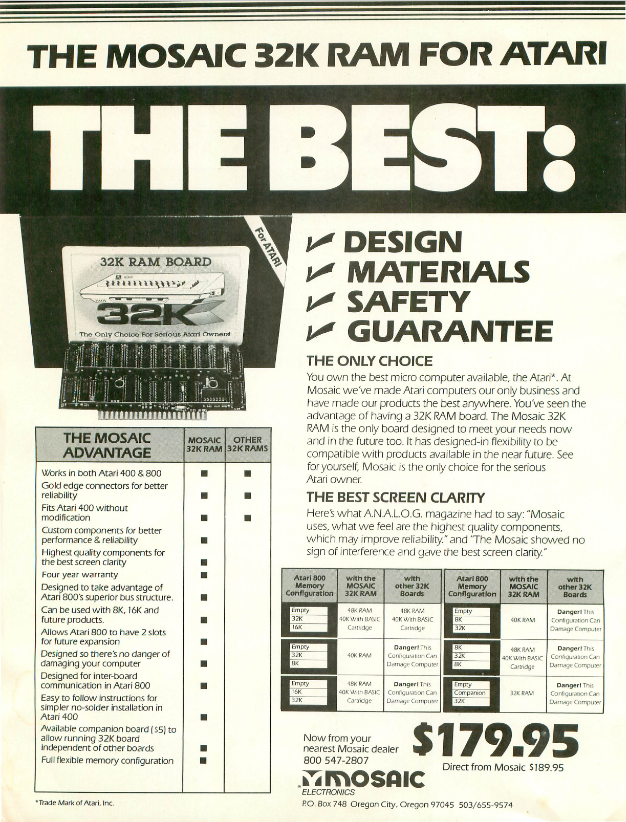 THE MOSAIC 32K RAM FOR ATARI
THE BEST:
For ATARI
32K RAM BOARD
32K
The Only Choice For Serious Atari Owners
DESIGN
MATERIALS
SAFETY
GUARANTEE
THE ONLY CHOICE
You own the best micro computer available, the Atari*. At
Mosaic we've made Atari computers our only business and
have made our products the best anywhere. You've seen the
advantage of having a 32K RAM board. The Mosaic 32K
RAM is the only board designed to meet your needs now
and in the future too. It has designed-in flexibility to be
compatible with products available in the near future. See
for yourself, Mosaic is the only choice for the serious
Atari owner.
THE BEST SCREEN CLARITY
Here's what A.N.A.L.O.G. magazine had to say: "Mosaic
uses, what we feel are the highest quality components,
which may improve reliability." and "The Mosaic showed no
sign of interference and gave the best screen clarity."
THE MOSAIC ADVANTAGE
MOSAIC 32K RAM
OTHER 32K RAMS
Works in both Atari 400 & 800 ■ ■
Gold edge connectors for better
reliability ■ ■
Fits Atari 400 without
modification ■ ■
Custom components for better
performance & reliability ■
Highest quality components for
the best screen clarity ■
Four year warranty ■
Designed to take advantage of
Atari 800's superior bus structure. ■
Can be used with 8K, 16K and
future products. ■
Allows Atari 800 to have 2 slots
for future expansion ■
Designed so there's no danger of
damaging your computer ■
Designed for inter-board
communication in Atari 800 ■
Easy to follow instructions for
simpler no-solder installation in
Atari 400 ■
Available companion board ($5) to
allow running 32K board
independent of other boards ■
Full flexible memory configuration ■
*Trade Mark of Atari, Inc.
Atari 800 Memory Configuration
with the MOSAIC 32K RAM
with other 32K Boards
Atari 800 Memory Configuration
with the MOSAIC 32K RAM
with other 32K Boards
Empty
32K
16K
48K RAM
40K With BASIC
Cartridge
48K RAM
40K With BASIC
Cartridge
Empty
8K
32K
40K RAM
Danger! This
Configuration Can
Damage Computer
Empty
32K
8K
40K RAM
Danger! This
Configuration Can
Damage Computer
8K
32K
8K
48K RAM
40K With BASIC
Cartridge
Danger! This
Configuration Can
Damage Computer
Empty
16K
32K
48K RAM
40K With BASIC
Cartridge
Danger! This
Configuration Can
Damage Computer
Empty
Companion
32K
32K RAM
Danger! This
Configuration Can
Damage Computer
Now from your
nearest Mosaic dealer
800 547-2807
$179.95
Direct from Mosaic $189.95
MOSAIC
ELECTRONICS
P.O. Box 748 Oregon City, Oregon 97045 503/655-9574